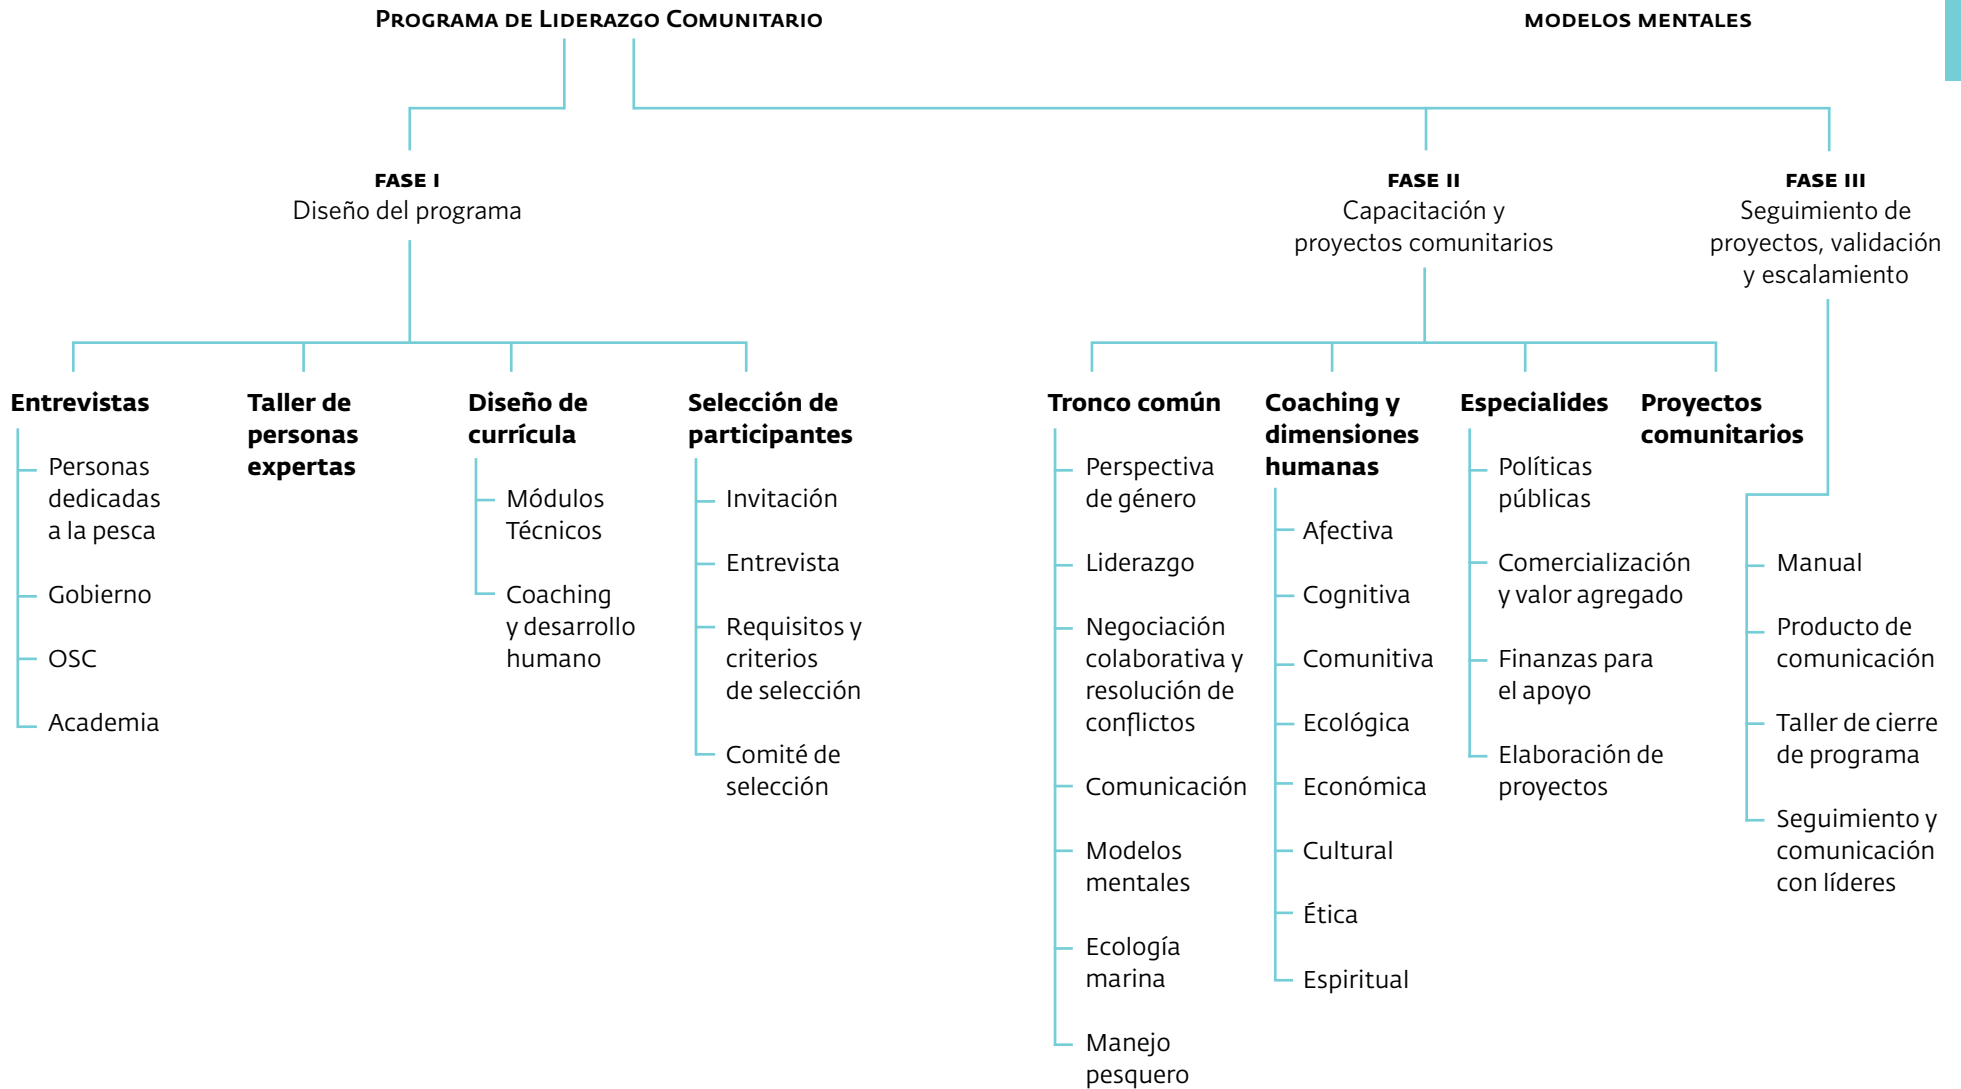 PROGRAMA DE LIDERAZGO COMUNITARIO
MODELOS MENTALES
FASE I
Diseño del programa
FASE II
Capacitación y
proyectos comunitarios
FASE III
Seguimiento de
proyectos, validación
y escalamiento
Entrevistas
Personas
dedicadas
a la pesca
Gobierno
OSC
Academia
Taller de
personas
expertas
Diseño de
currícula
Módulos
Técnicos
Coaching
y desarrollo
humano
Selección de
participantes
Invitación
Entrevista
Requisitos y
criterios
de selección
Comité de
selección
Tronco común
Perspectiva
de género
Liderazgo
Negociación
colaborativa y
resolución de
conflictos
Comunicación
Modelos
mentales
Ecología
marina
Manejo
pesquero
Coaching y
dimensiones
humanas
Afectiva
Cognitiva
Comunitiva
Ecológica
Económica
Cultural
Ética
Espiritual
Especialides
Políticas
públicas
Comercialización
y valor agregado
Finanzas para
el apoyo
Elaboración de
proyectos
Proyectos
comunitarios
Manual
Producto de
comunicación
Taller de cierre
de programa
Seguimiento y
comunicación
con líderes